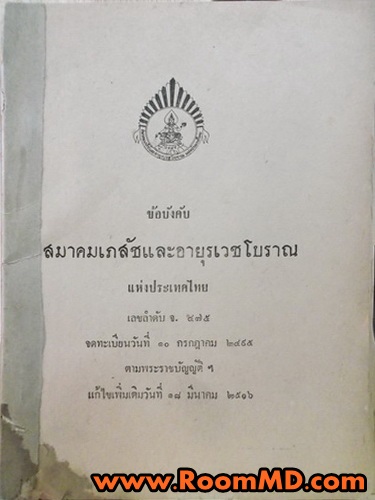 ข้อบังคับ
สมาคมเภสัชและอายุรเวชโบราณ
แห่งประเทศไทย
เลขลำดับ จ. ๔๗๕
จดทะเบียนวันที่ ๑๐ กรกฎาคม ๒๔๙๕
ตามพระราชบัญญัติ ฯ
แก้ไขเพิ่มเติมวันที่ ๑๘ มีนาคม ๒๕๑๖
www.RoomMD.com